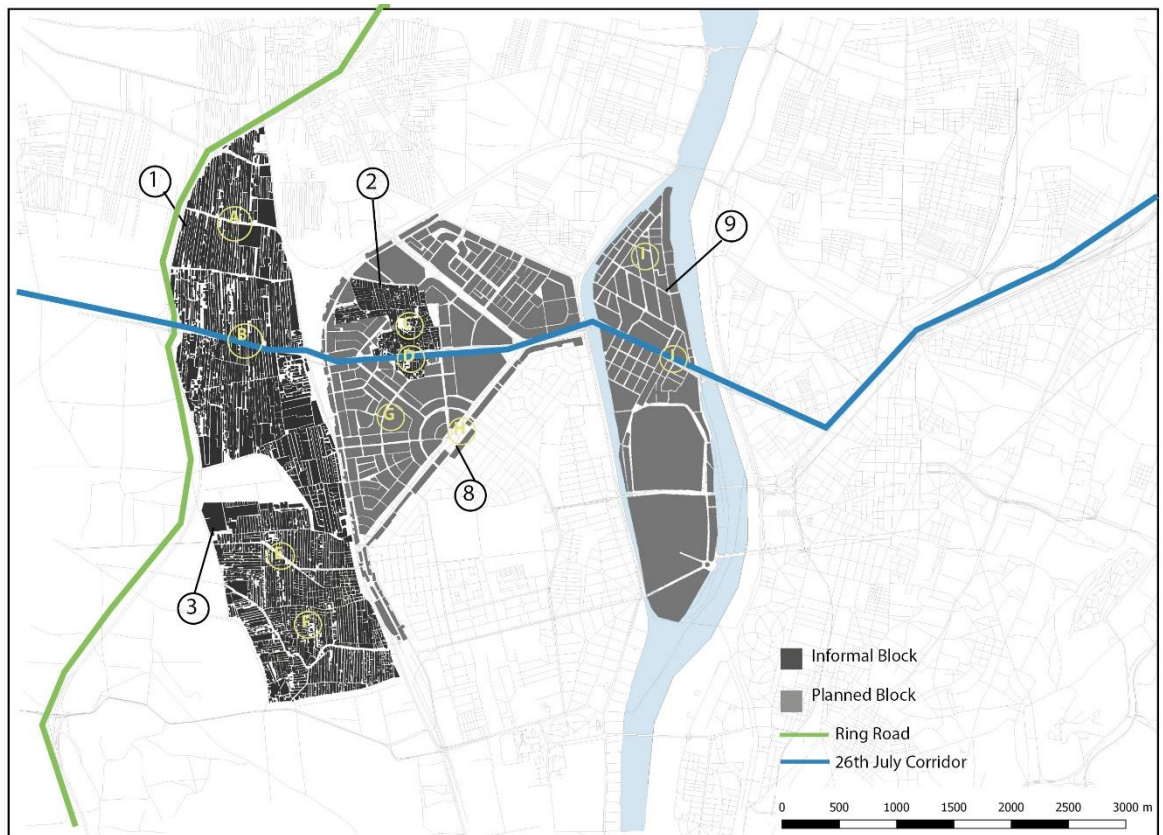 1
2
9
A
B
C
D
G
H
I
J
8
E
F
3
Informal Block
Planned Block
Ring Road
26th July Corridor
0 500 1000 1500 2000 2500 3000 m